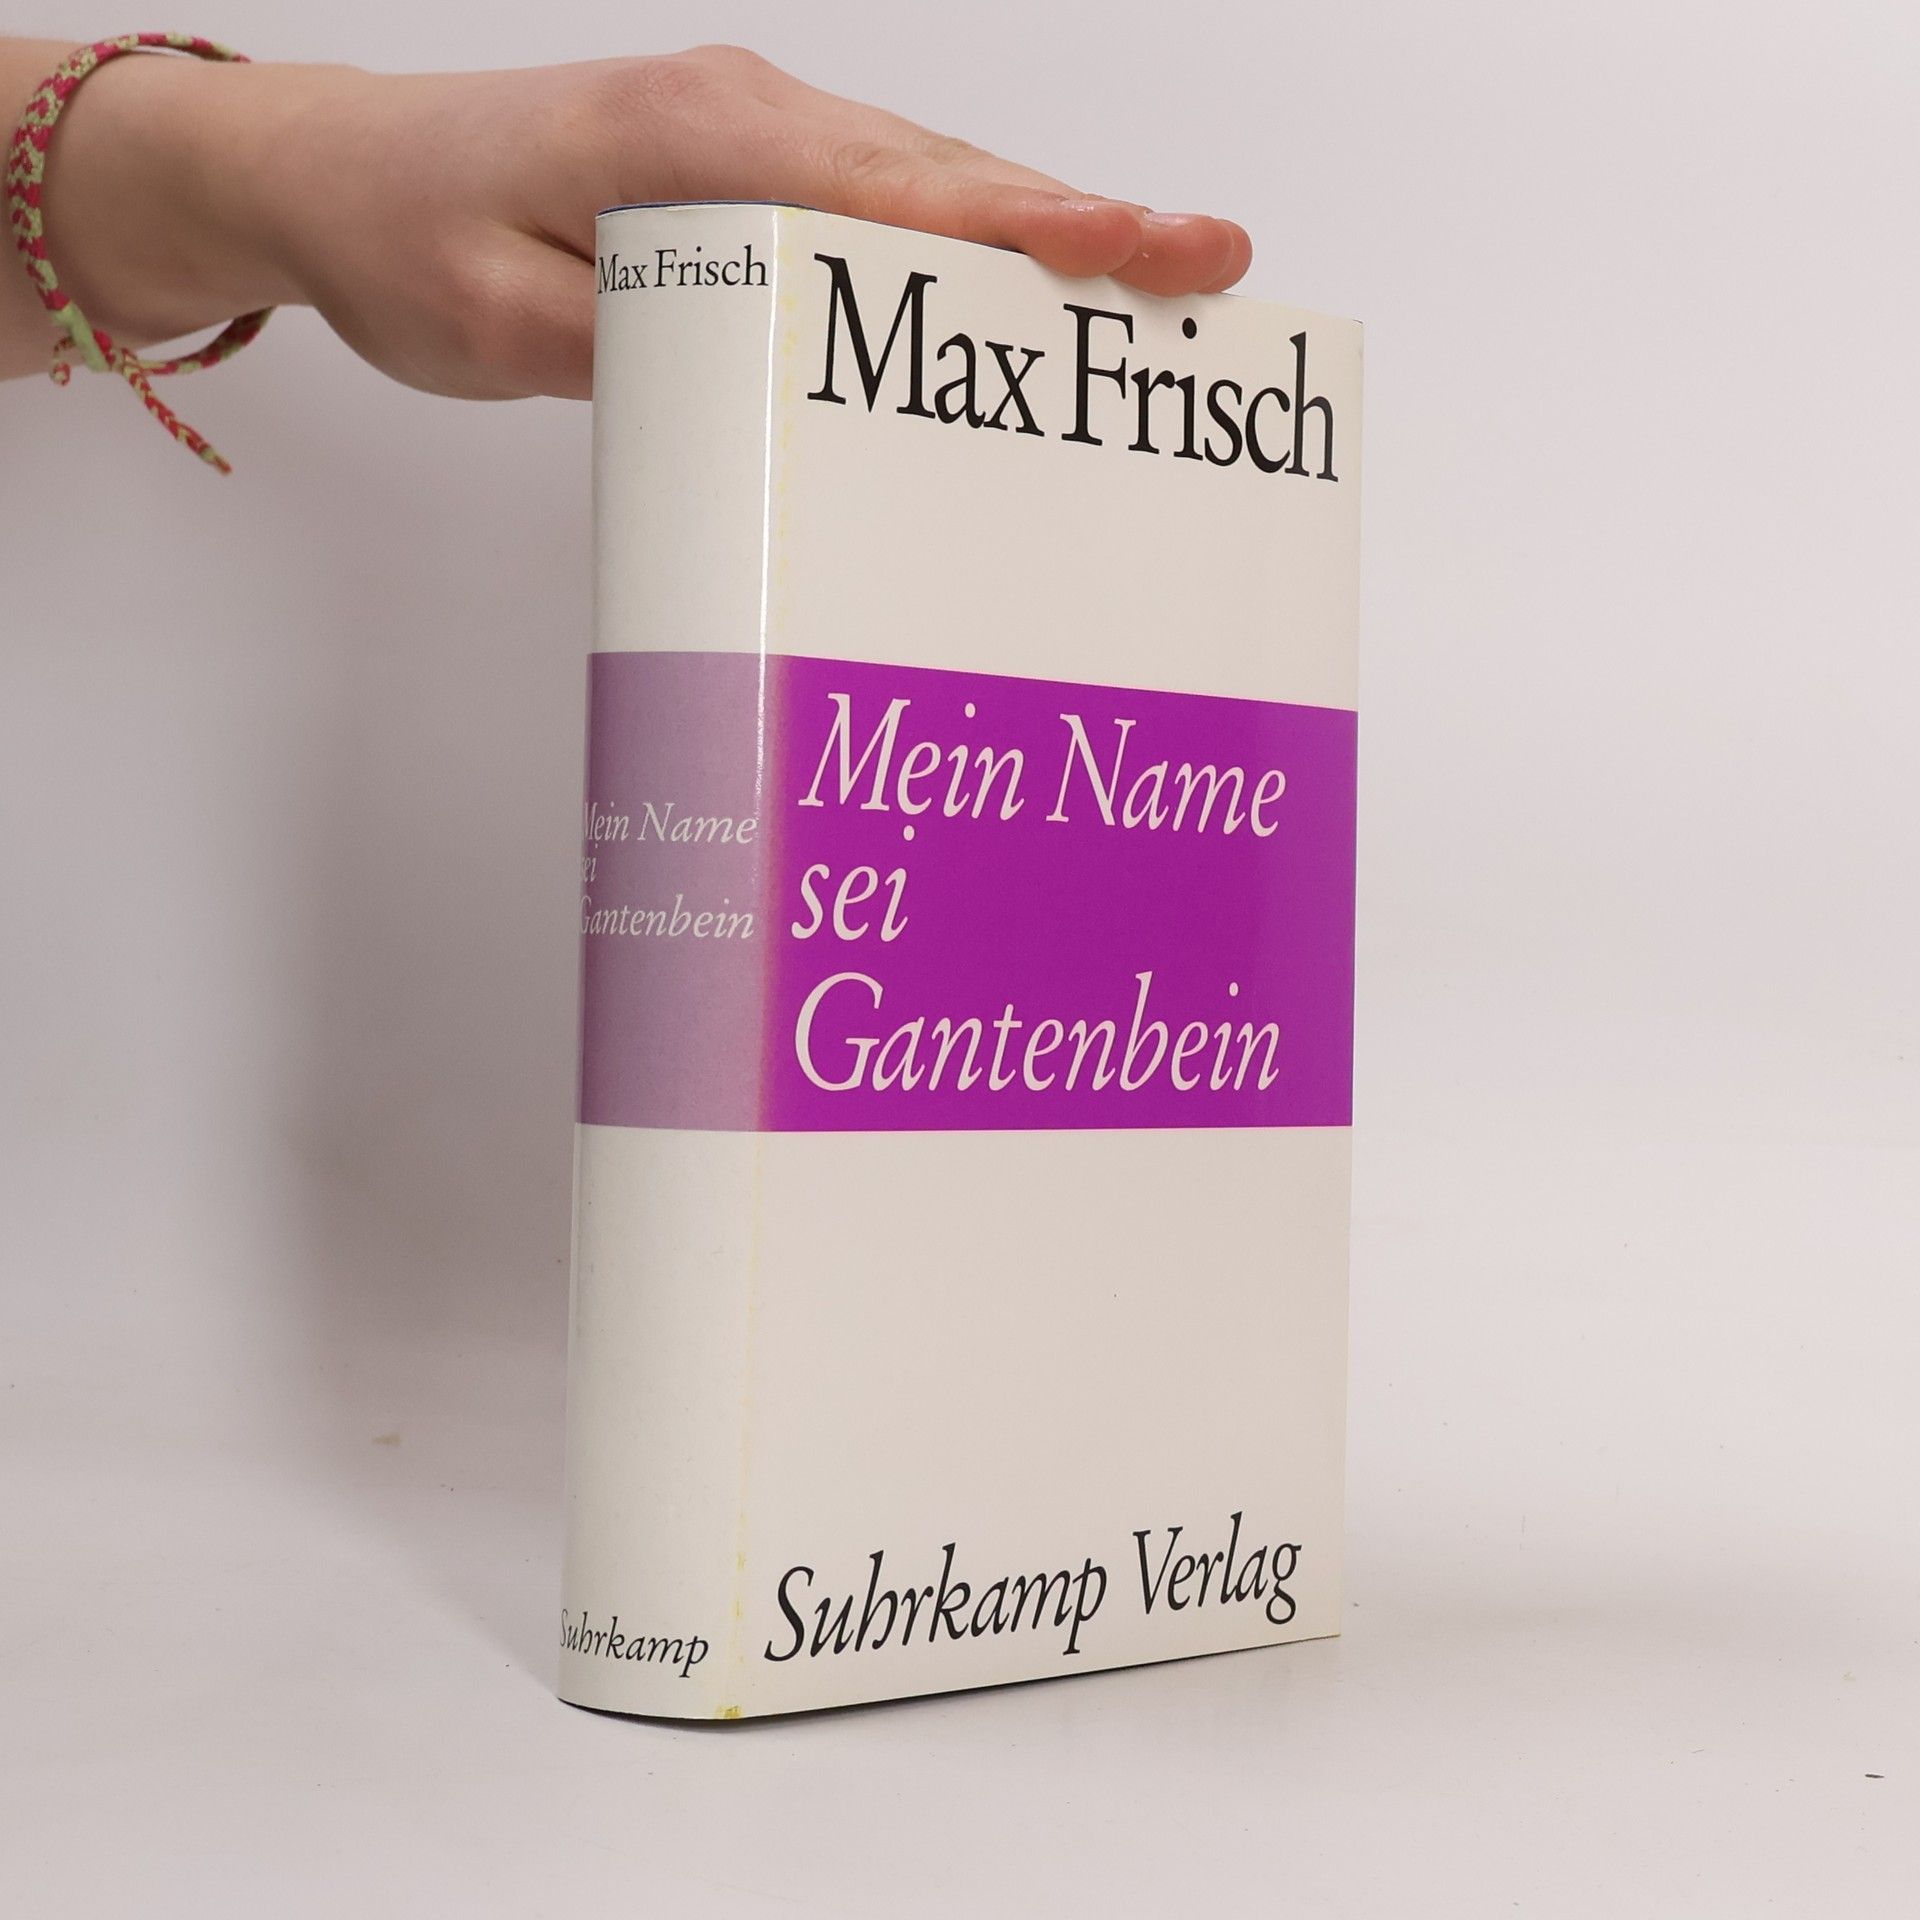 Max Frisch
Mein Name
sei
Gantenbein
Suhrkamp
Max Frisch
Mein Name
sei
Gantenbein
Suhrkamp Verlag